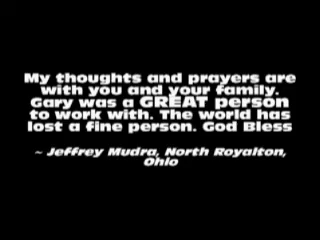 My thoughts and prayers are
with you and your family.
Gary was a GREAT person
to work with. The world has
lost a fine person. God Bless
~ Jeffrey Mudra, North Royalton,
Ohio